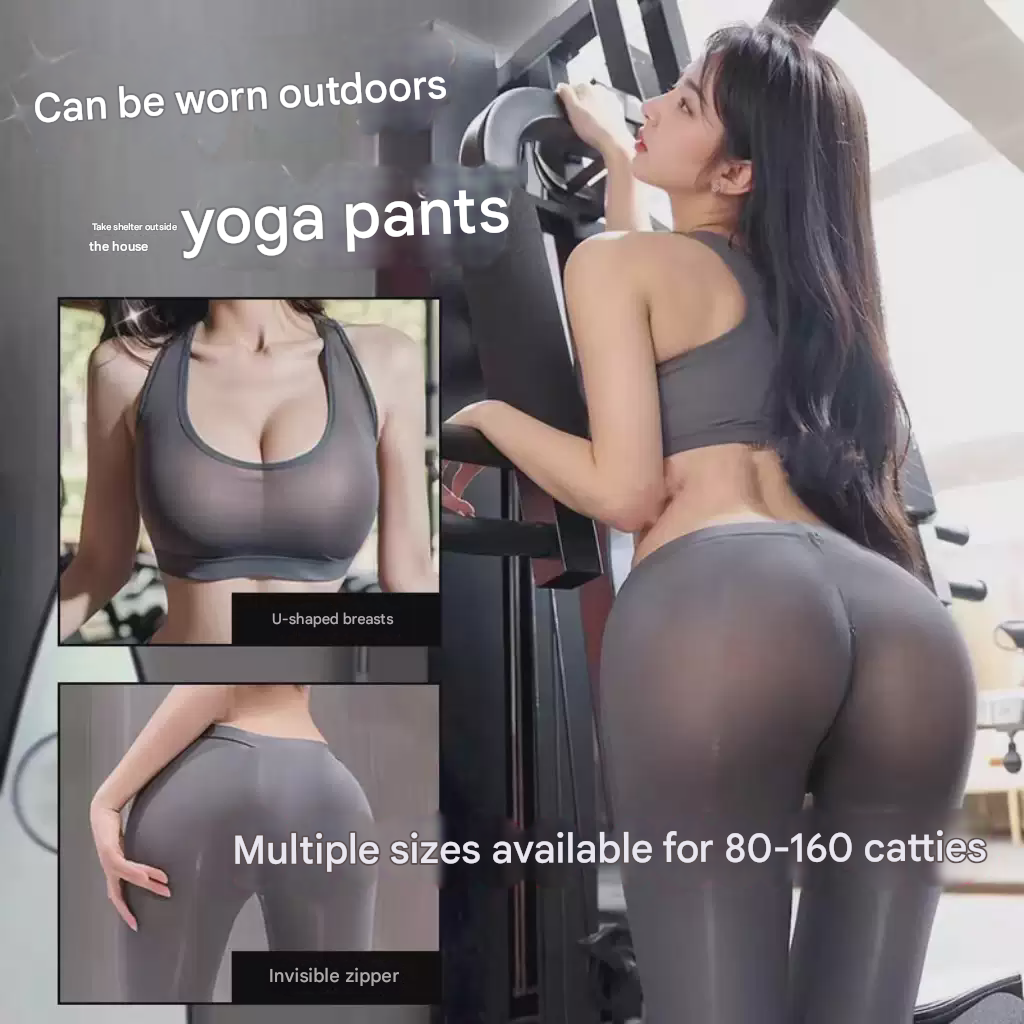 Can be worn outdoors
Take shelter outside
the house
yoga pants
U-shaped breasts
Invisible zipper
Multiple sizes available for 80-160 catties